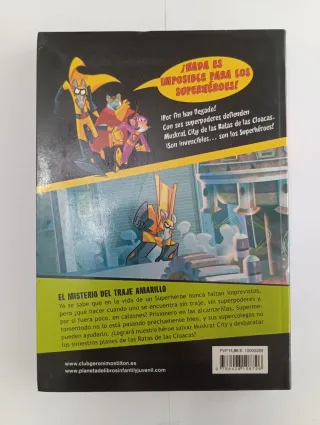 ¡NADA ES
IMPOSIBLE PARA LOS
SUPERHÉROES!
¡Por fin han llegado!
Con sus superpoderes defienden
Muskrat City de las Ratas de las Cloacas.
¡Son invencibles... son los Superhéroes!
EL MISTERIO DEL TRAJE AMARILLO
Ya se sabe que en la vida de un Superhéroe nunca faltan imprevistos,
pero ¿qué hacer cuando uno se encuentra sin traje, sin superpoderes y
por si fuera poco, en calzones? Prisionero en las alcantarillas, Super-
no lo está pasando precisamente bien, y sus supercolegas no
pueden ayudarlo. ¿Logrará nuestro héroe salvar Muskrat City y desbaratar
los siniestros planes de las Ratas de las Cloacas?
www.clubgeronimostilton.es
www.planetadelibrosinfantilyjuvenil.com